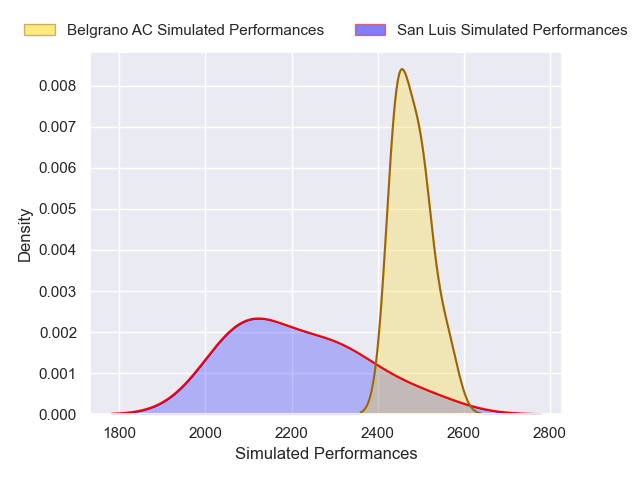 Belgrano AC Simulated Performances
San Luis Simulated Performances
0.008
0.007
0.006
0.005
0.004
0.003
0.002
0.001
0.000
Density
1800 2000 2200 2400 2600 2800
Simulated Performances